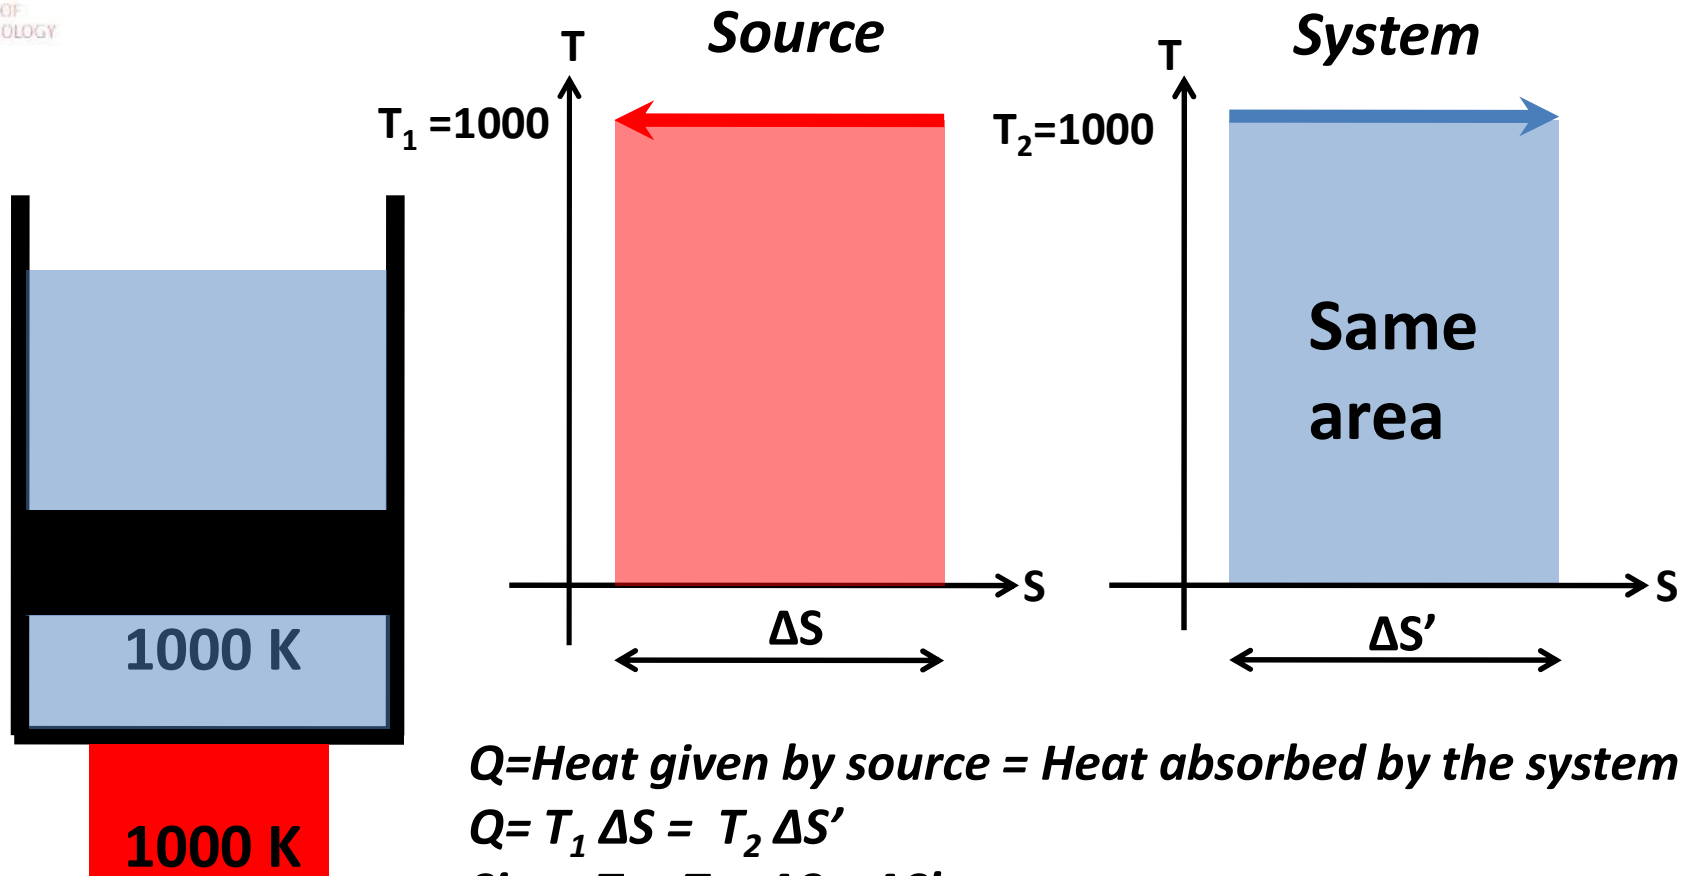 OF
OLOGY
Source
System
T
T
T1 =1000
T2=1000
Same
area
S
S
ΔS
ΔS’
1000 K
1000 K
Q=Heat given by source = Heat absorbed by the system
Q= T1 ΔS = T2 ΔS’